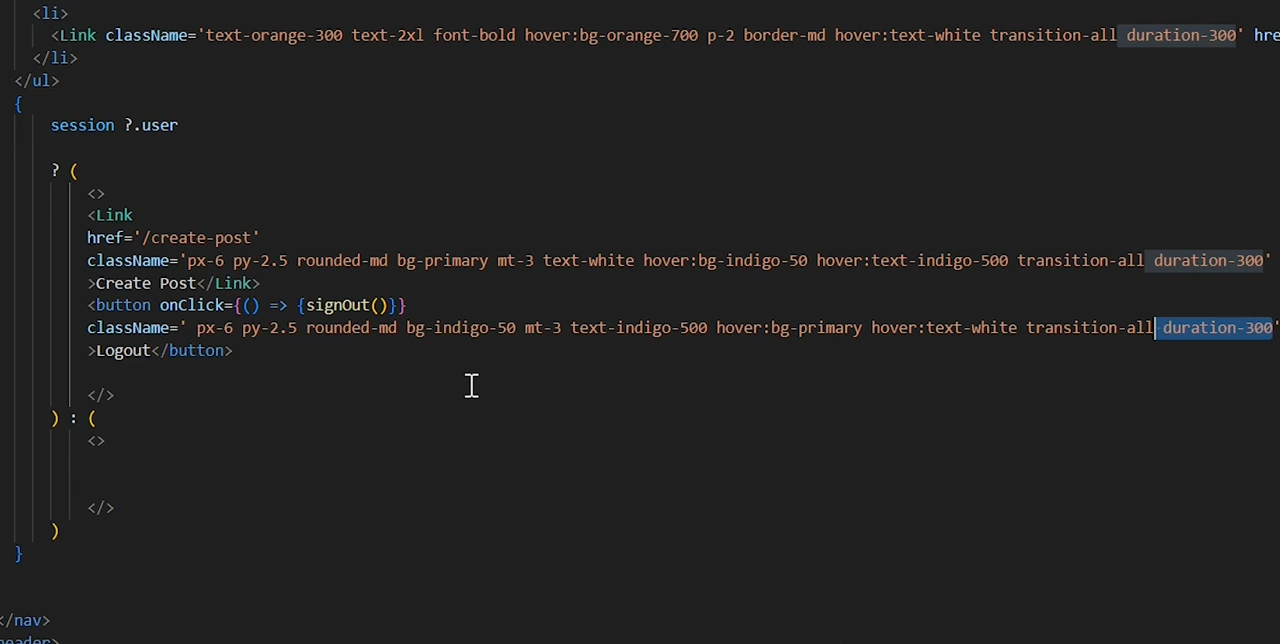 <li>
<Link className='text-orange-300 text-2xl font-bold hover:bg-orange-700 p-2 border-md hover:text-white transition-all duration-300' hre
</li>
</ul>
{
session ?.user
? (
<>
<Link
href='/create-post'
className='px-6 py-2.5 rounded-md bg-primary mt-3 text-white hover:bg-indigo-50 hover:text-indigo-500 transition-all duration-300'
>Create Post</Link>
<button onClick={() => {signOut()}}
className=' px-6 py-2.5 rounded-md bg-indigo-50 mt-3 text-indigo-500 hover:bg-primary hover:text-white transition-all duration-300'
>Logout</button>
</>
) : (
<>
</>
)
}
</nav>
header>